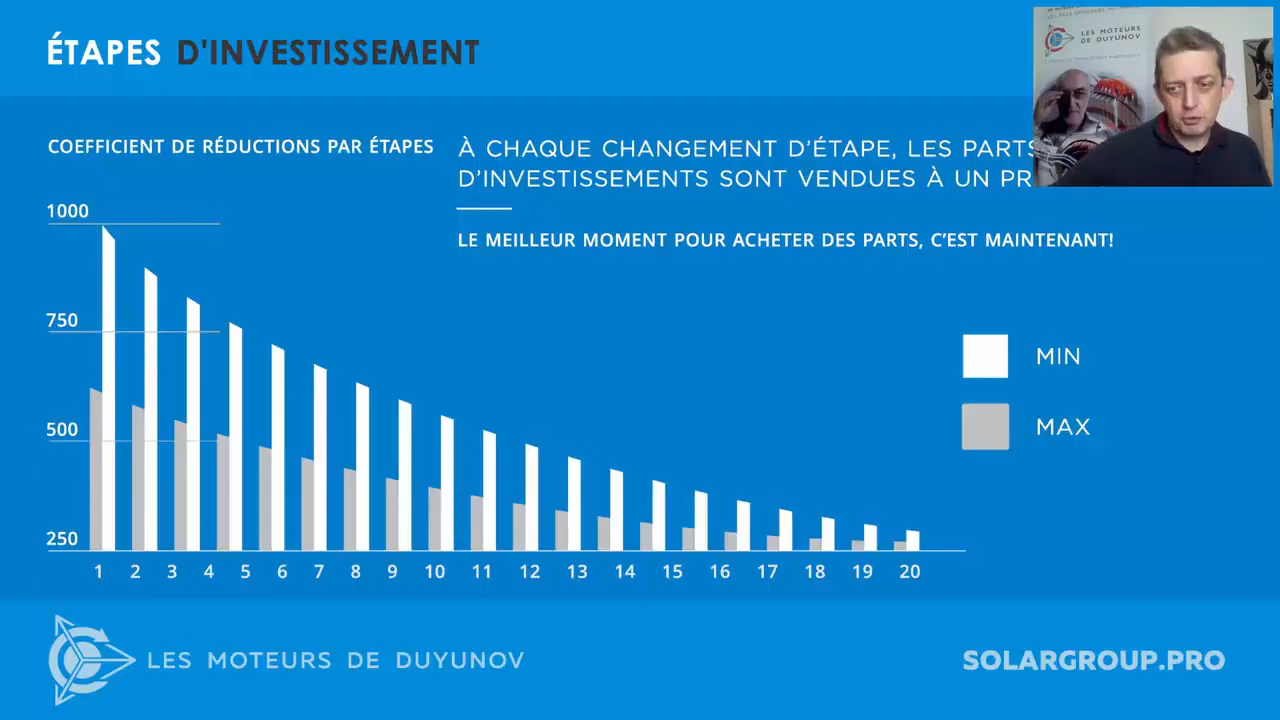 ÉTAPES D'INVESTISSEMENT
LES MOTEURS
DE DUYUNOV
COEFFICIENT DE RÉDUCTIONS PAR ÉTAPES
À CHAQUE CHANGEMENT D'ÉTAPE, LES PARTS
D'INVESTISSEMENTS SONT VENDUES À UN PR
LE MEILLEUR MOMENT POUR ACHETER DES PARTS, C'EST MAINTENANT!
1000
750
500
250
MIN
MAX
1 2 3 4 5 6 7 8 9 10 11 12 13 14 15 16 17 18 19 20
LES MOTEURS DE DUYUNOV
SOLARGROUP.PRO